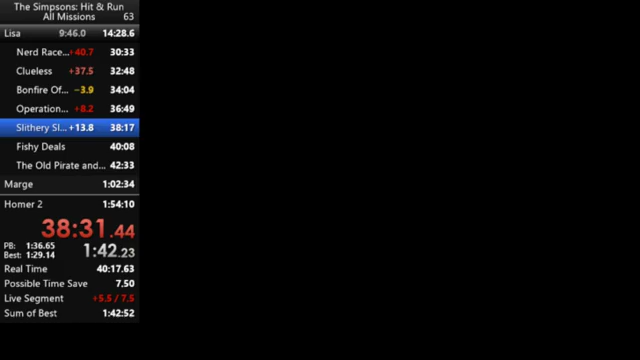 The Simpsons: Hit & Run
All Missions 63
Lisa 9:46.0 14:28.6
Nerd Race... +40.7 30:33
Clueless +37.5 32:48
Bonfire Of... −3.9 34:04
Operation... +8.2 36:49
Slithery Sl... +13.8 38:17
Fishy Deals 40:08
The Old Pirate and... 42:33
Marge 1:02:34
Homer 2 1:54:10
38:31.44
PB: 1:36.65
Best: 1:29.14 1:42.23
Real Time 40:17.63
Possible Time Save 7.50
Live Segment +5.5 / 7.5
Sum of Best 1:42:52